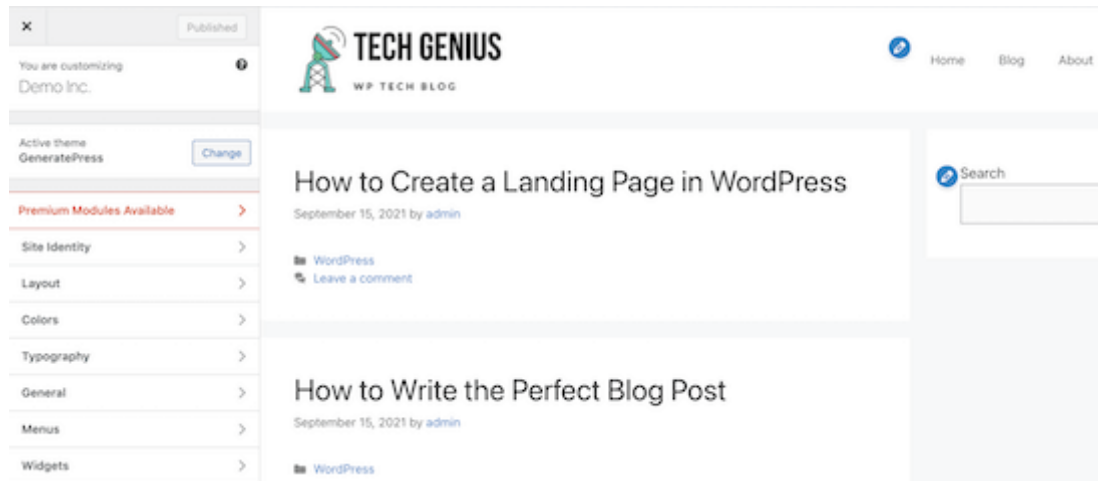 Published
You are customizing
Demo Inc.
Active theme
GeneratePress
Change
Premium Modules Available
Site Identity
Layout
Colors
Typography
General
Menus
Widgets
TECH GENIUS
WP TECH BLOG
Home Blog About
How to Create a Landing Page in WordPress
September 15, 2021 by admin
WordPress
Leave a comment
How to Write the Perfect Blog Post
September 15, 2021 by admin
WordPress
Search